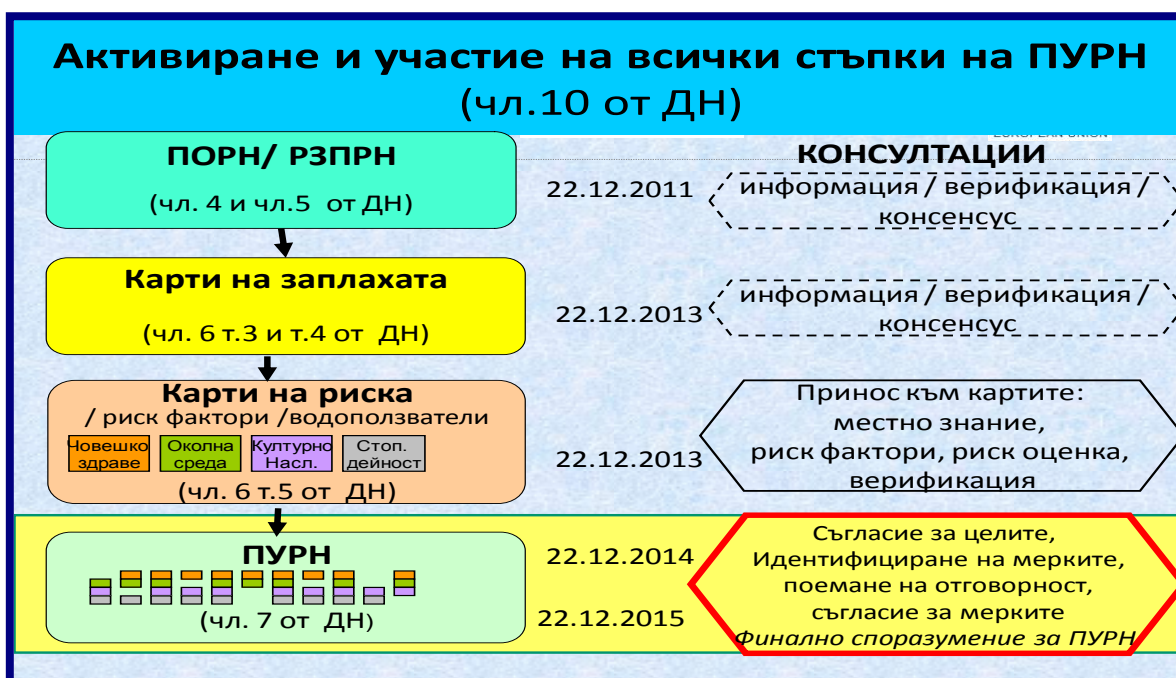 Активиране и участие на всички стъпки на ПУРН
(чл.10 от ДН)
ПОРН/ РЗПРН
(чл. 4 и чл.5 от ДН)
22.12.2011
КОНСУЛТАЦИИ
информация / верификация /
консенсус
Карти на заплахата
(чл. 6 т.3 и т.4 от ДН)
22.12.2013
информация / верификация /
консенсус
Карти на риска
/ риск фактори /водоползватели
Човешко
здраве
Околна
среда
Културно
Насл.
Стоп.
дейност
(чл. 6 т.5 от ДН)
22.12.2013
Принос към картите:
местно знание,
риск фактори, риск оценка,
верификация
ПУРН
(чл. 7 от ДН)
22.12.2014
22.12.2015
Съгласие за целите,
Идентифициране на мерките,
поемане на отговорност,
съгласие за мерките
Финално споразумение за ПУРН